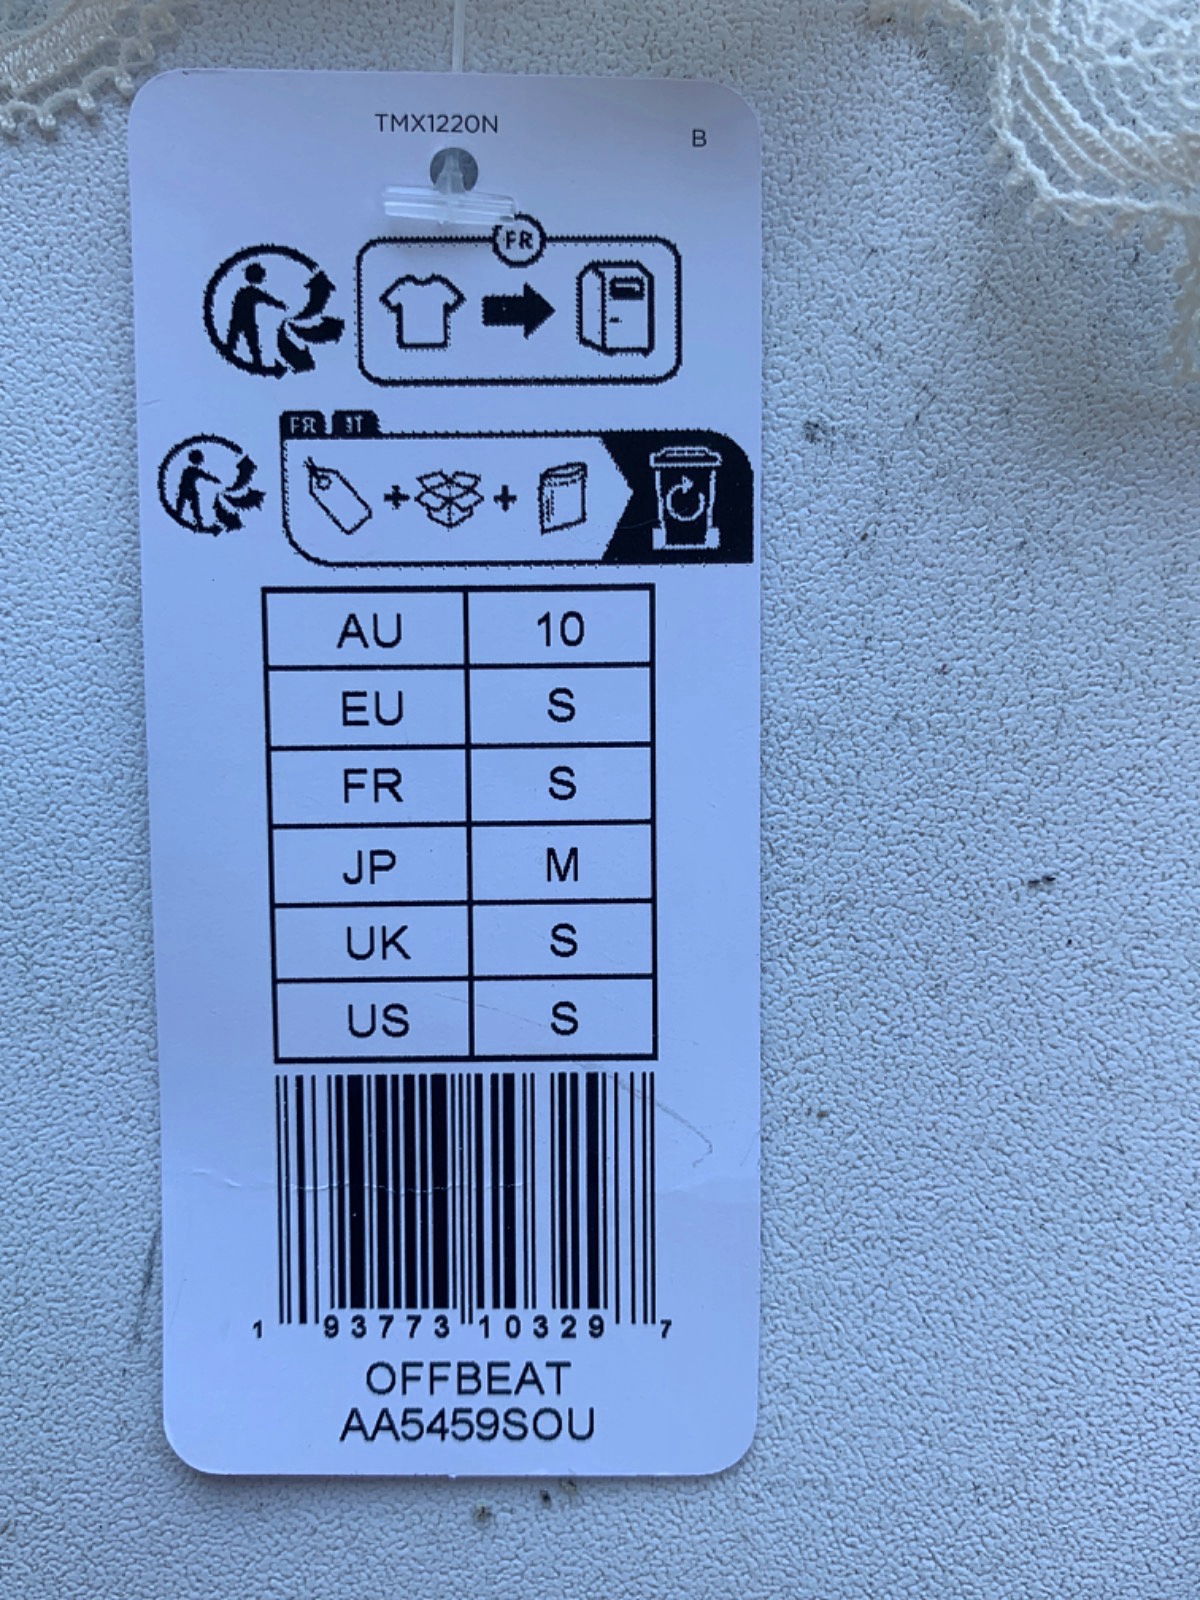 TMX1220N
B
FR
FR IT
AU 10
EU S
FR S
JP M
UK S
US S
1 93773 10329 7
OFFBEAT
AA5459SOU